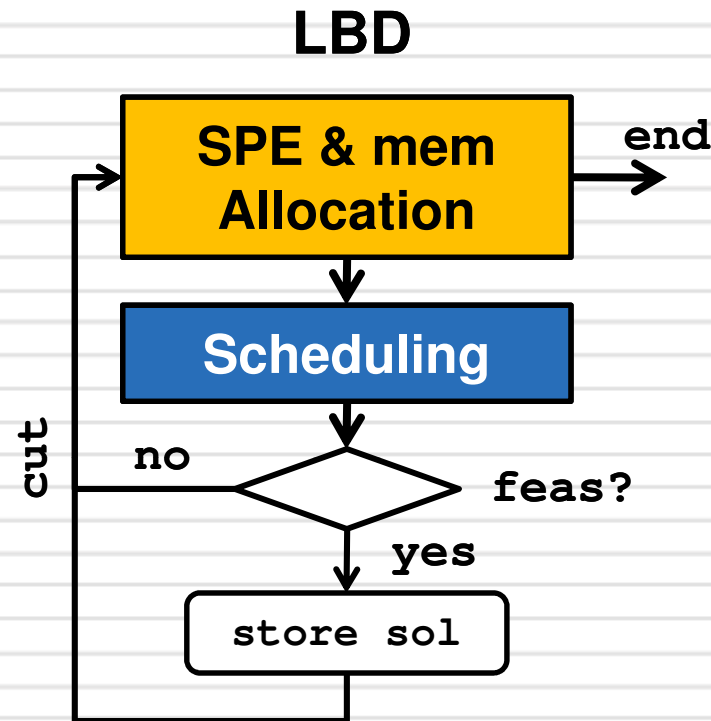 LBD
SPE & mem
Allocation
end
Scheduling
cut
no
feas?
yes
store sol